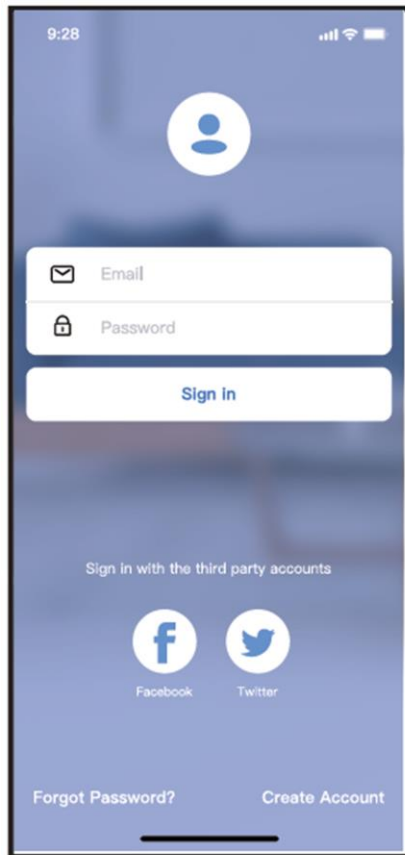 9:28
Email
Password
Sign in
Sign in with the third party accounts
Facebook Twitter
Forgot Password? Create Account